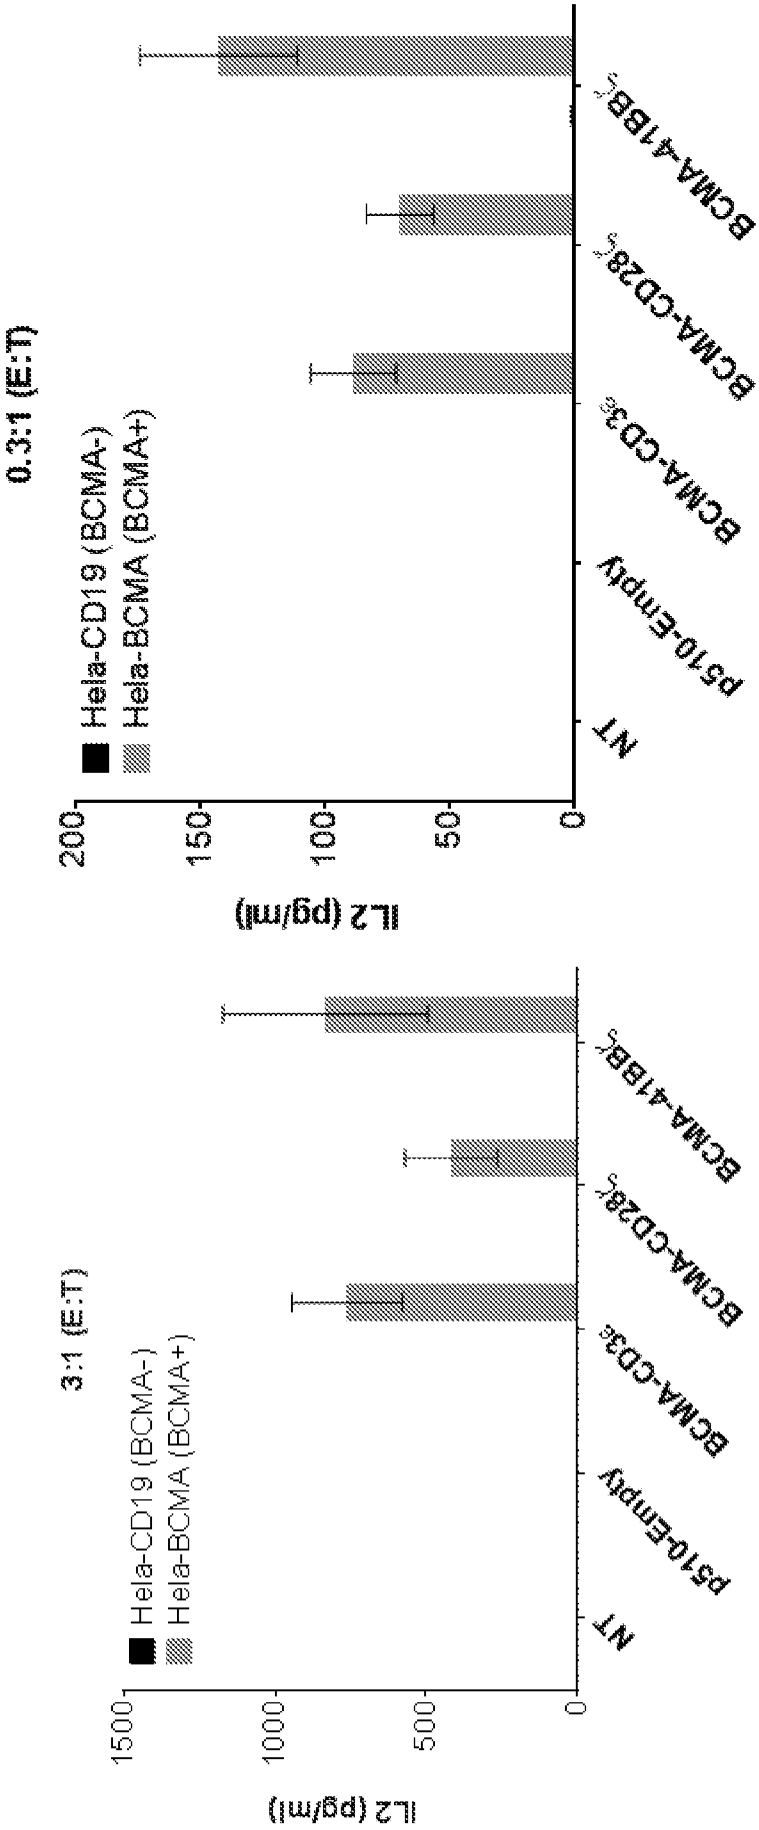 3:1 (E:T)
Hela-CD19 (BCMA-)
Hela-BCMA (BCMA+)
IL2 (pg/ml)
1500
1000
500
0
NT
p510-Empty
BCMA-CD3ε
BCMA-CD28ζ
BCMA-41BBζ
0.3:1 (E:T)
Hela-CD19 (BCMA-)
Hela-BCMA (BCMA+)
IL2 (pg/ml)
200
150
100
50
0
NT
p510-Empty
BCMA-CD3ε
BCMA-CD28ζ
BCMA-41BBζ